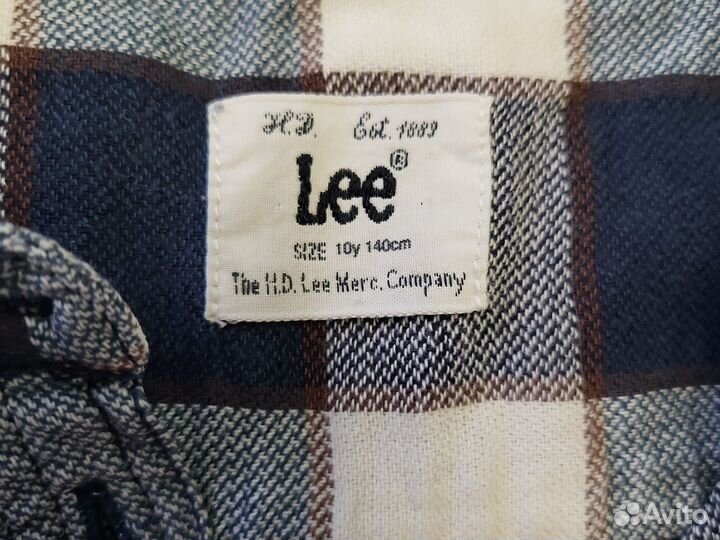 H.D. Est. 1889
Lee®
SIZE 10y 140cm
The H.D. Lee Merc. Company
Avito